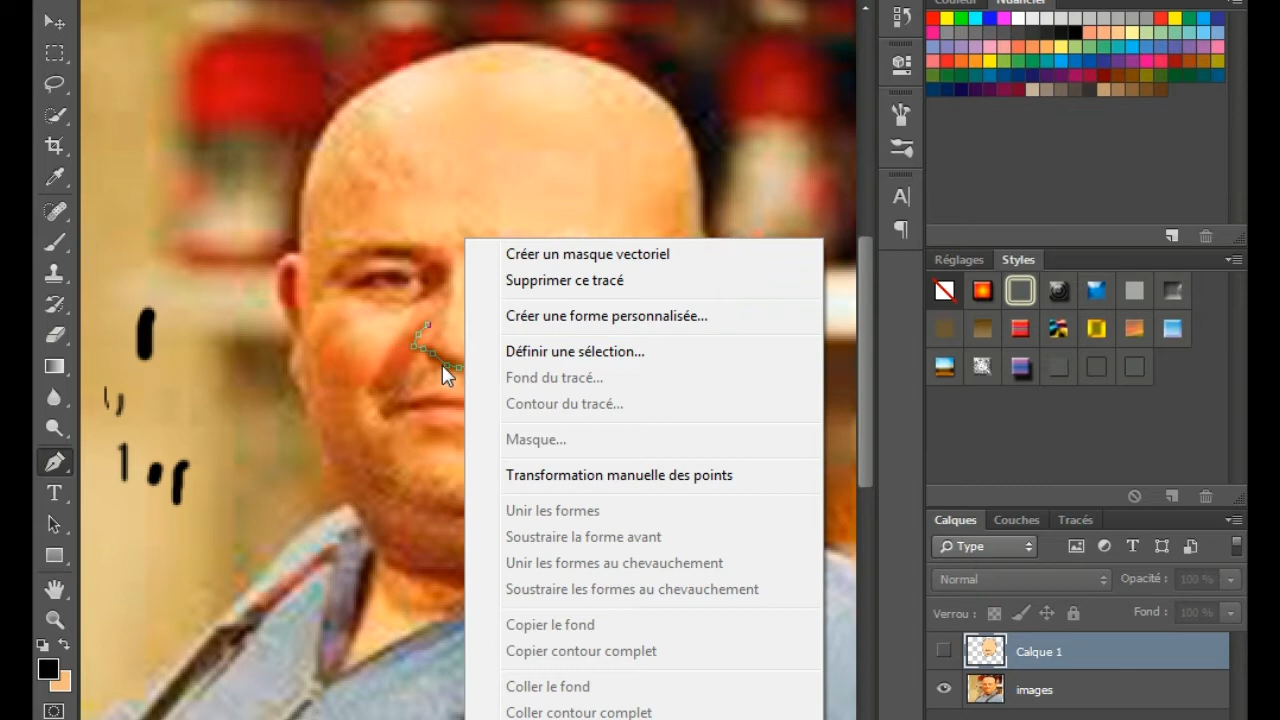 Couleur
Nuancier
A|
Créer un masque vectoriel
Supprimer ce tracé
Créer une forme personnalisée...
Définir une sélection...
Fond du tracé...
Contour du tracé...
Masque...
Transformation manuelle des points
Unir les formes
Soustraire la forme avant
Unir les formes au chevauchement
Soustraire les formes au chevauchement
Copier le fond
Copier contour complet
Coller le fond
Coller contour complet
Réglages Styles
Calques Couches Tracés
Type
Normal Opacité : 100 %
Verrou : Fond : 100 %
Calque 1
images